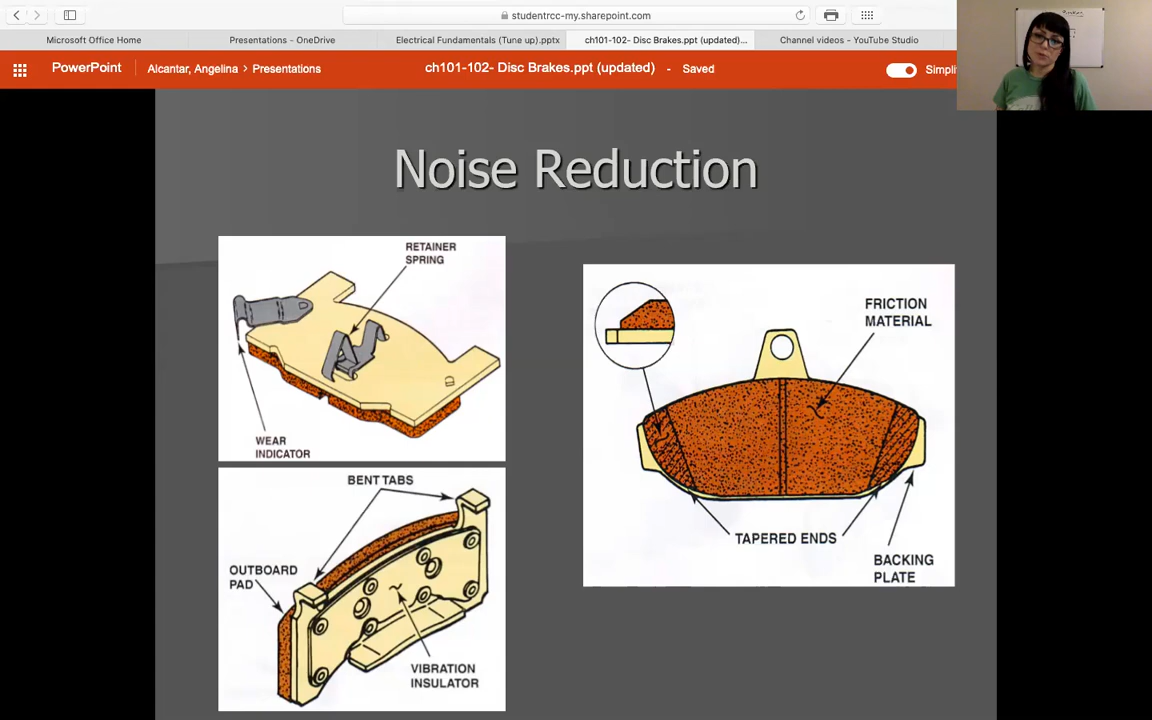 studentrcc-my.sharepoint.com
Microsoft Office Home
Presentations - OneDrive
Electrical Fundamentals (Tune up).pptx
ch101-102- Disc Brakes.ppt (updated)...
Channel videos - YouTube Studio
PowerPoint
Alcantar, Angelina > Presentations
ch101-102- Disc Brakes.ppt (updated) - Saved
Simpli
Noise Reduction
RETAINER
SPRING
WEAR
INDICATOR
BENT TABS
OUTBOARD
PAD
VIBRATION
INSULATOR
FRICTION
MATERIAL
TAPERED ENDS
BACKING
PLATE